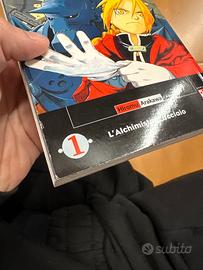 Hiromu Arakawa
L'Alchimista d'acciaio
1
subito